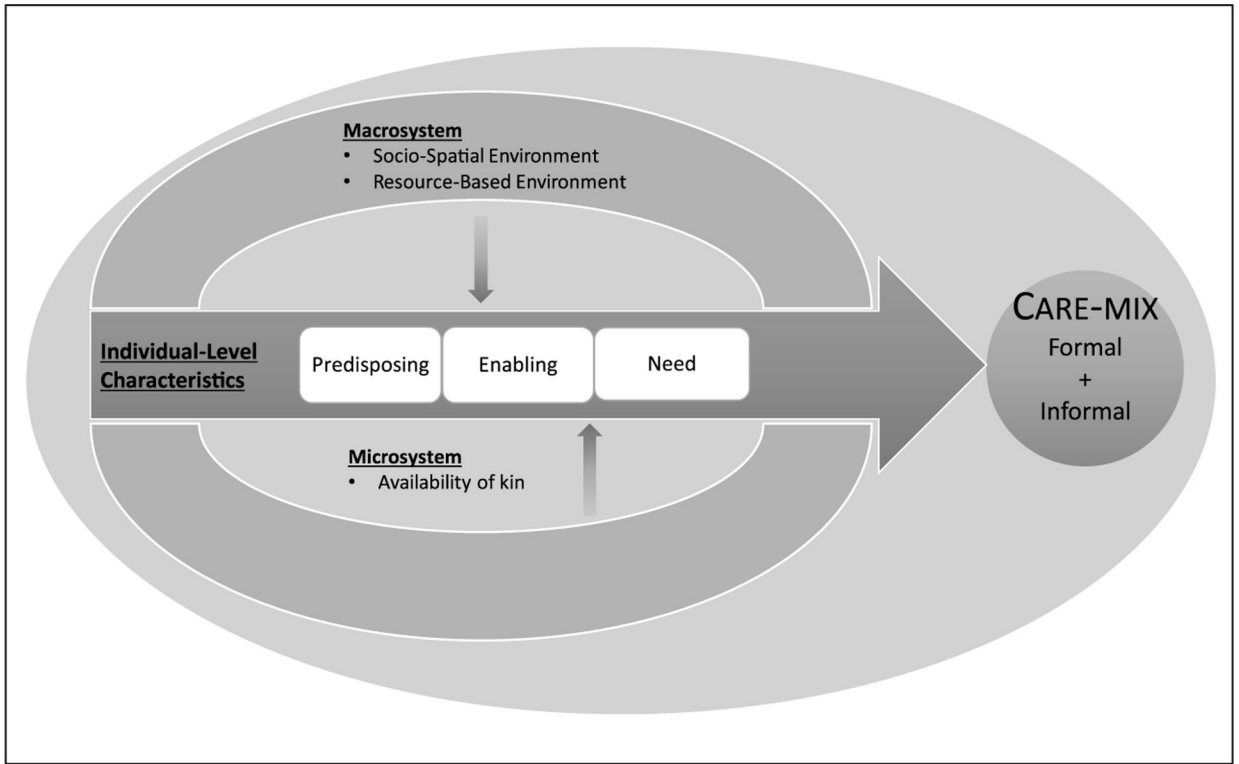 Macrosystem
• Socio-Spatial Environment
• Resource-Based Environment
Individual-Level
Characteristics
Predisposing
Enabling
Need
Microsystem
• Availability of kin
CARE-MIX
Formal
+
Informal